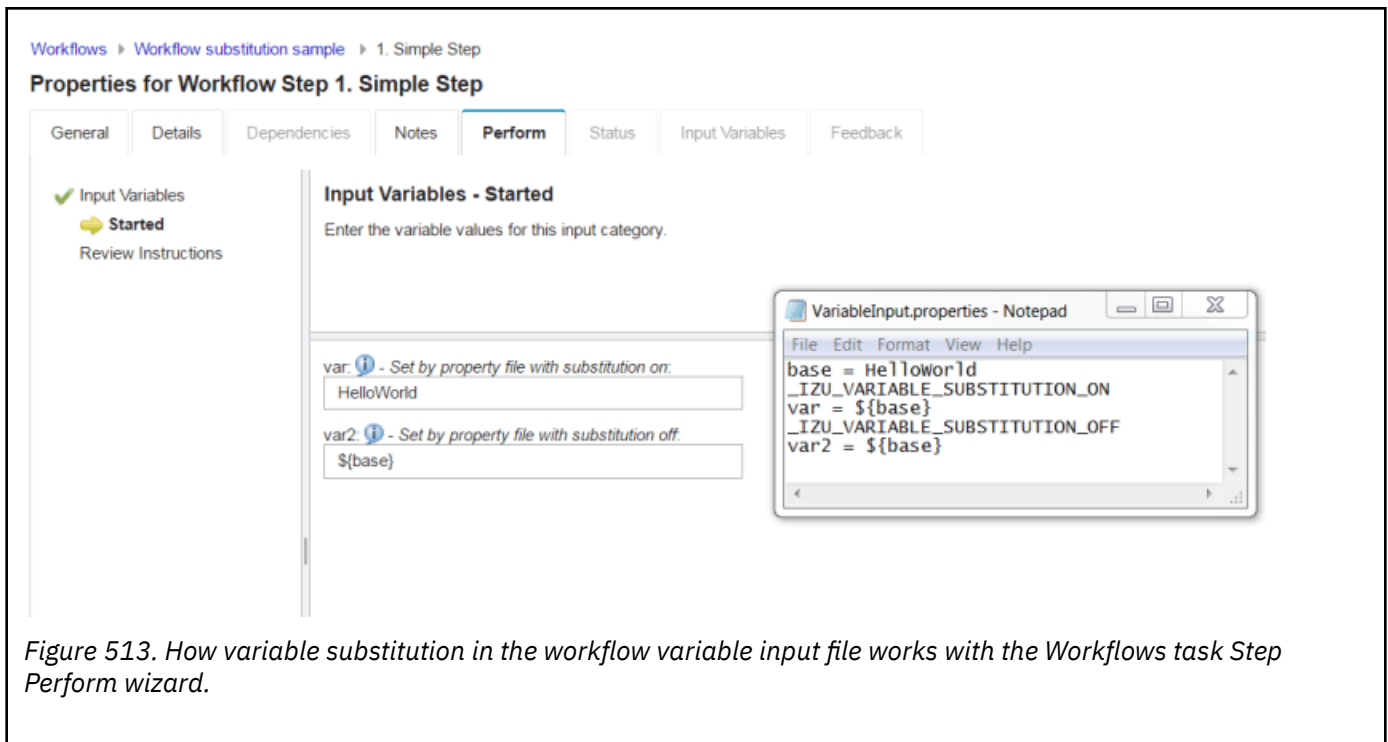 Workflows Workflow substitution sample 1. Simple Step
Properties for Workflow Step 1. Simple Step
General Details Dependencies Notes Perform Status Input Variables Feedback
Input Variables
Started
Review Instructions
Input Variables - Started
Enter the variable values for this input category.
var: - Set by property file with substitution on:
HelloWorld
var2: - Set by property file with substitution off:
${base}
VariableInput.properties - Notepad
File Edit Format View Help
base = HelloWorld
_IZU_VARIABLE_SUBSTITUTION_ON
var = ${base}
_IZU_VARIABLE_SUBSTITUTION_OFF
var2 = ${base}
Figure 513. How variable substitution in the workflow variable input file works with the Workflows task Step
Perform wizard.